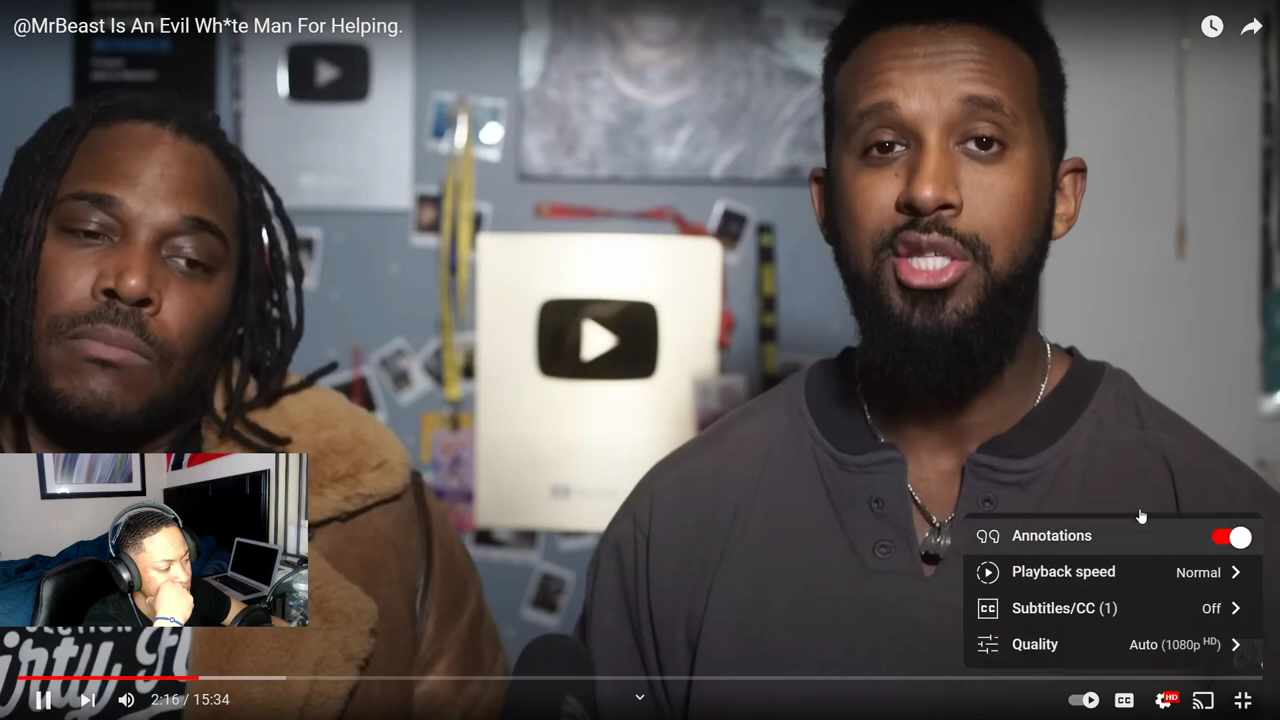 @MrBeast Is An Evil Wh*te Man For Helping.
Annotations
Playback speed Normal
Subtitles/CC (1) Off
Quality Auto (1080p HD)
2:16 / 15:34
CC
HD